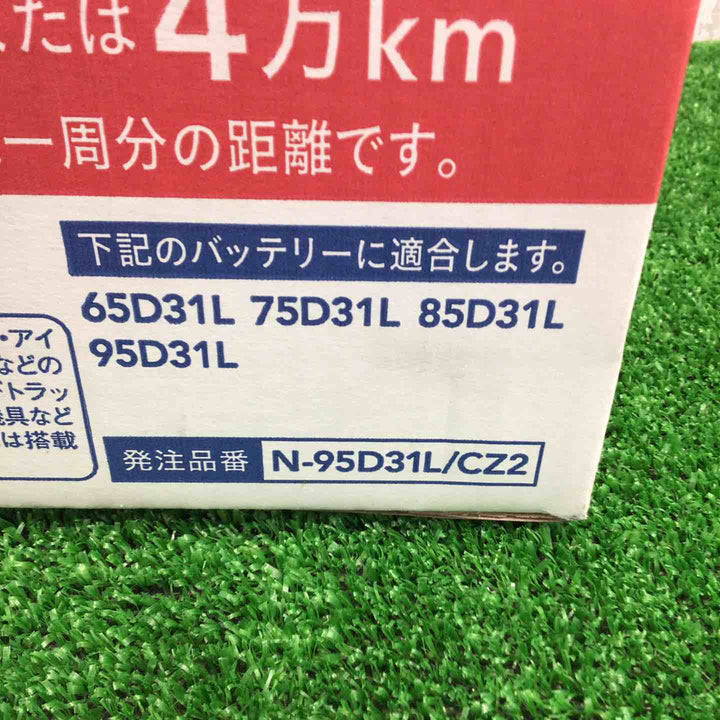 たは4万km
一周分の距離です。
下記のバッテリーに適合します。
65D31L 75D31L 85D31L
95D31L
・アイ
などの
トラッ
具など
は搭載
発注品番 N-95D31L/CZ2